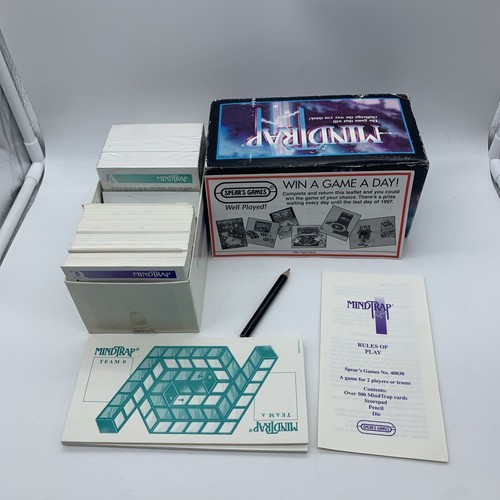 MINDTRAP
The game that will
challenge the way you think!
SPEAR'S GAMES
Well Played!
WIN A GAME A DAY!
Complete and return this leaflet and you could
win the game of your choice. There's a prize
waiting every day until the last day of 1997.
MINDTRAP
MINDTRAP
MINDTRAP®
TEAM B
TEAM A
MINDTRAP®
MINDTRAP®
RULES OF
PLAY
Spear's Games No. 40030
A game for 2 players or teams
Contents:
Over 500 MindTrap cards
Scorepad
Pencil
Die
SPEAR'S GAMES